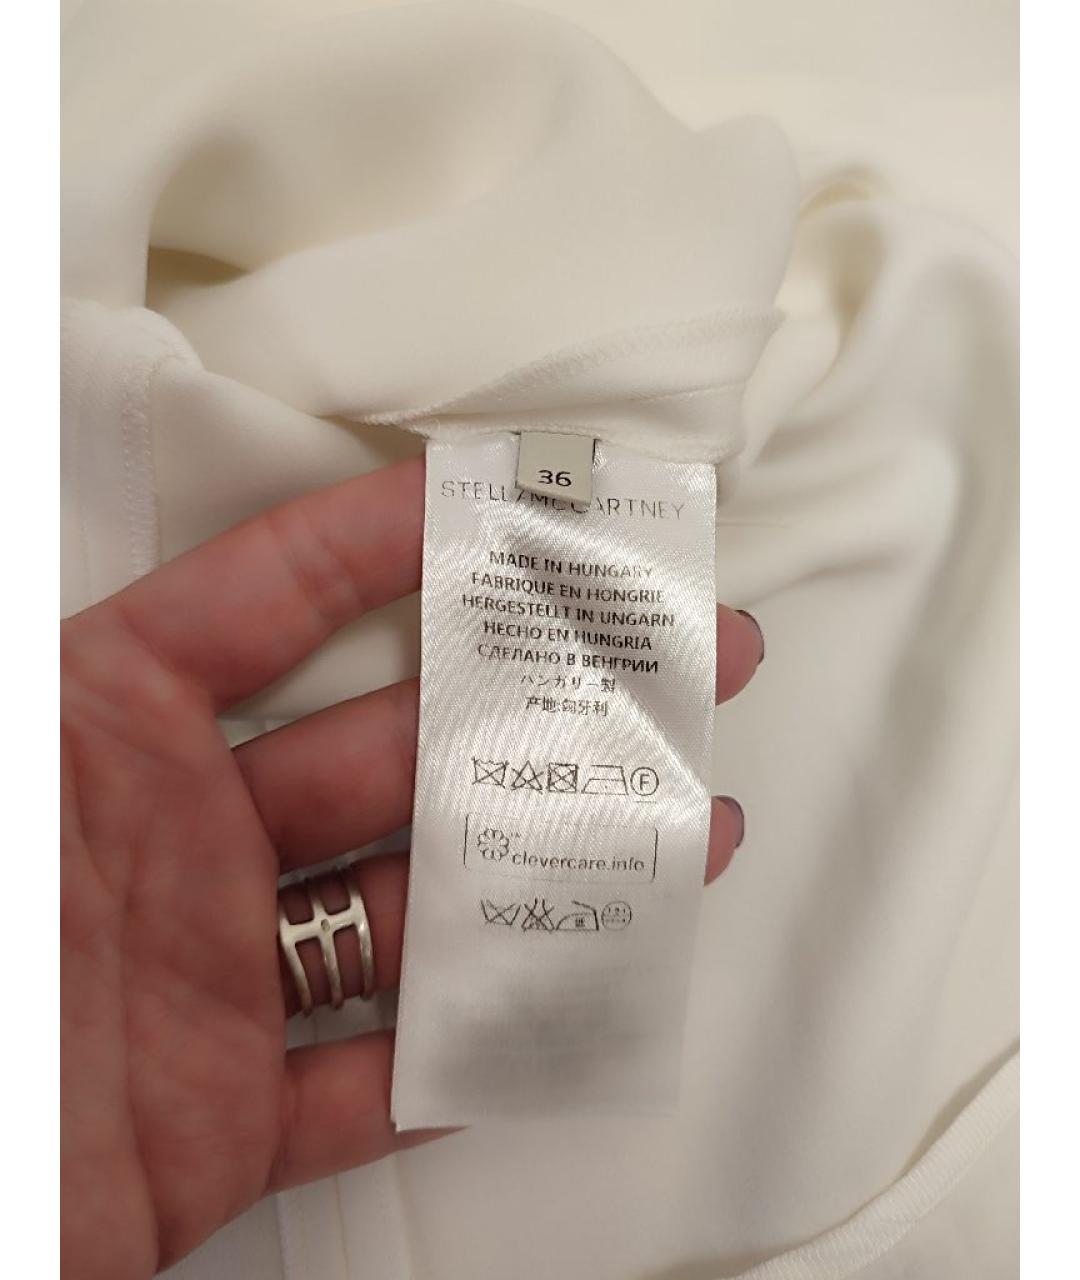 36
STELLA McCARTNEY
MADE IN HUNGARY
FABRIQUE EN HONGRIE
HERGESTELLT IN UNGARN
HECHO EN HUNGRIA
СДЕЛАНО В ВЕНГРИИ
ハンガリー製
产地:匈牙利
F
clevercare.info